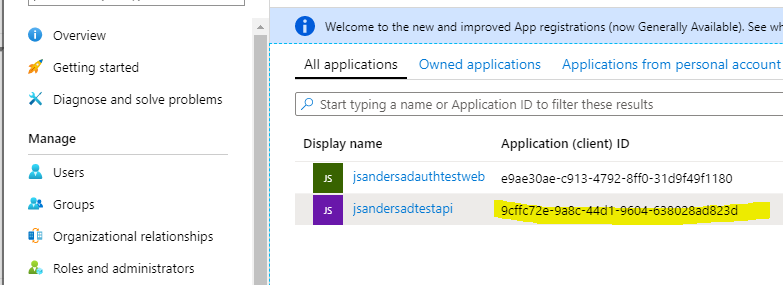 Overview
Getting started
Diagnose and solve problems
Manage
Users
Groups
Organizational relationships
Roles and administrators
Welcome to the new and improved App registrations (now Generally Available). See
All applications Owned applications Applications from personal account
Start typing a name or Application ID to filter these results
Display name Application (client) ID
JS jsandersadauthtestweb e9ae30ae-c913-4792-8ff0-31d9f49f1180
JS jsandersadtestapi 9cffc72e-9a8c-44d1-9604-638028ad823d